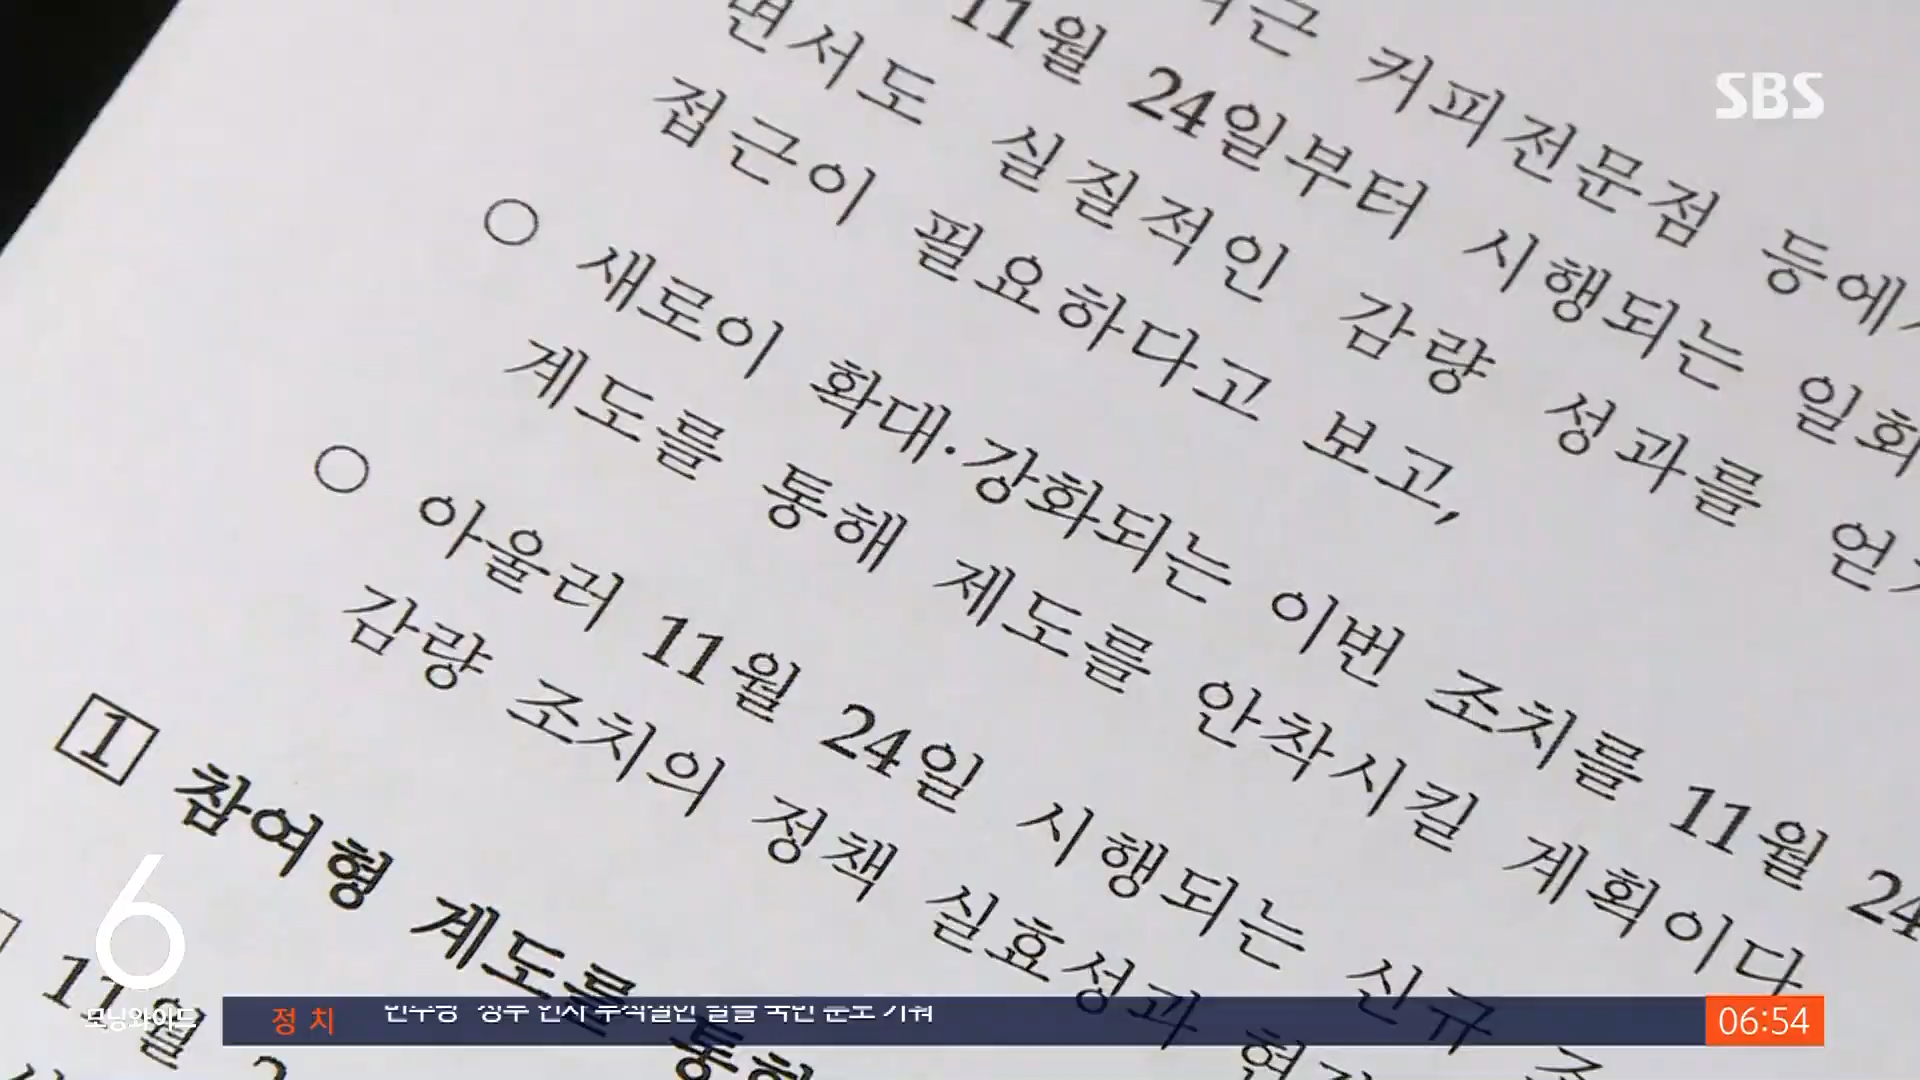 근 커피전문점 등에
11월 24일부터 시행되는 일회
면서도 실질적인 감량 성과를 얻
접근이 필요하다고 보고,
○ 새로이 확대·강화되는 이번 조치를 11월 24
계도를 통해 제도를 안착시킬 계획이다
○ 아울러 11월 24일 시행되는 신규
감량 조치의 정책 실효성과
1 참여형 계도를
11월 2
SBS
6
모닝와이드
정치
06:54